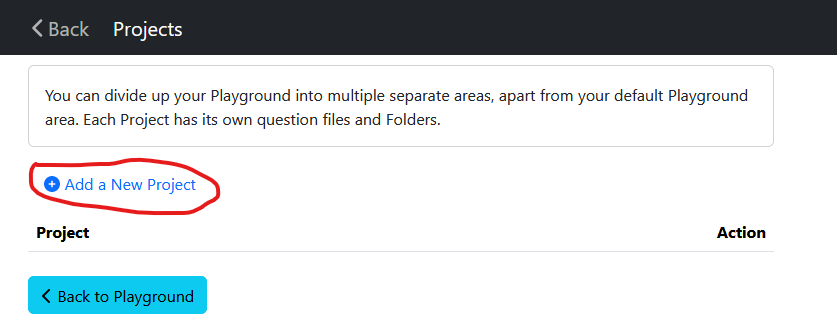 Back Projects
You can divide up your Playground into multiple separate areas, apart from your default Playground
area. Each Project has its own question files and Folders.
Add a New Project
Project Action
Back to Playground